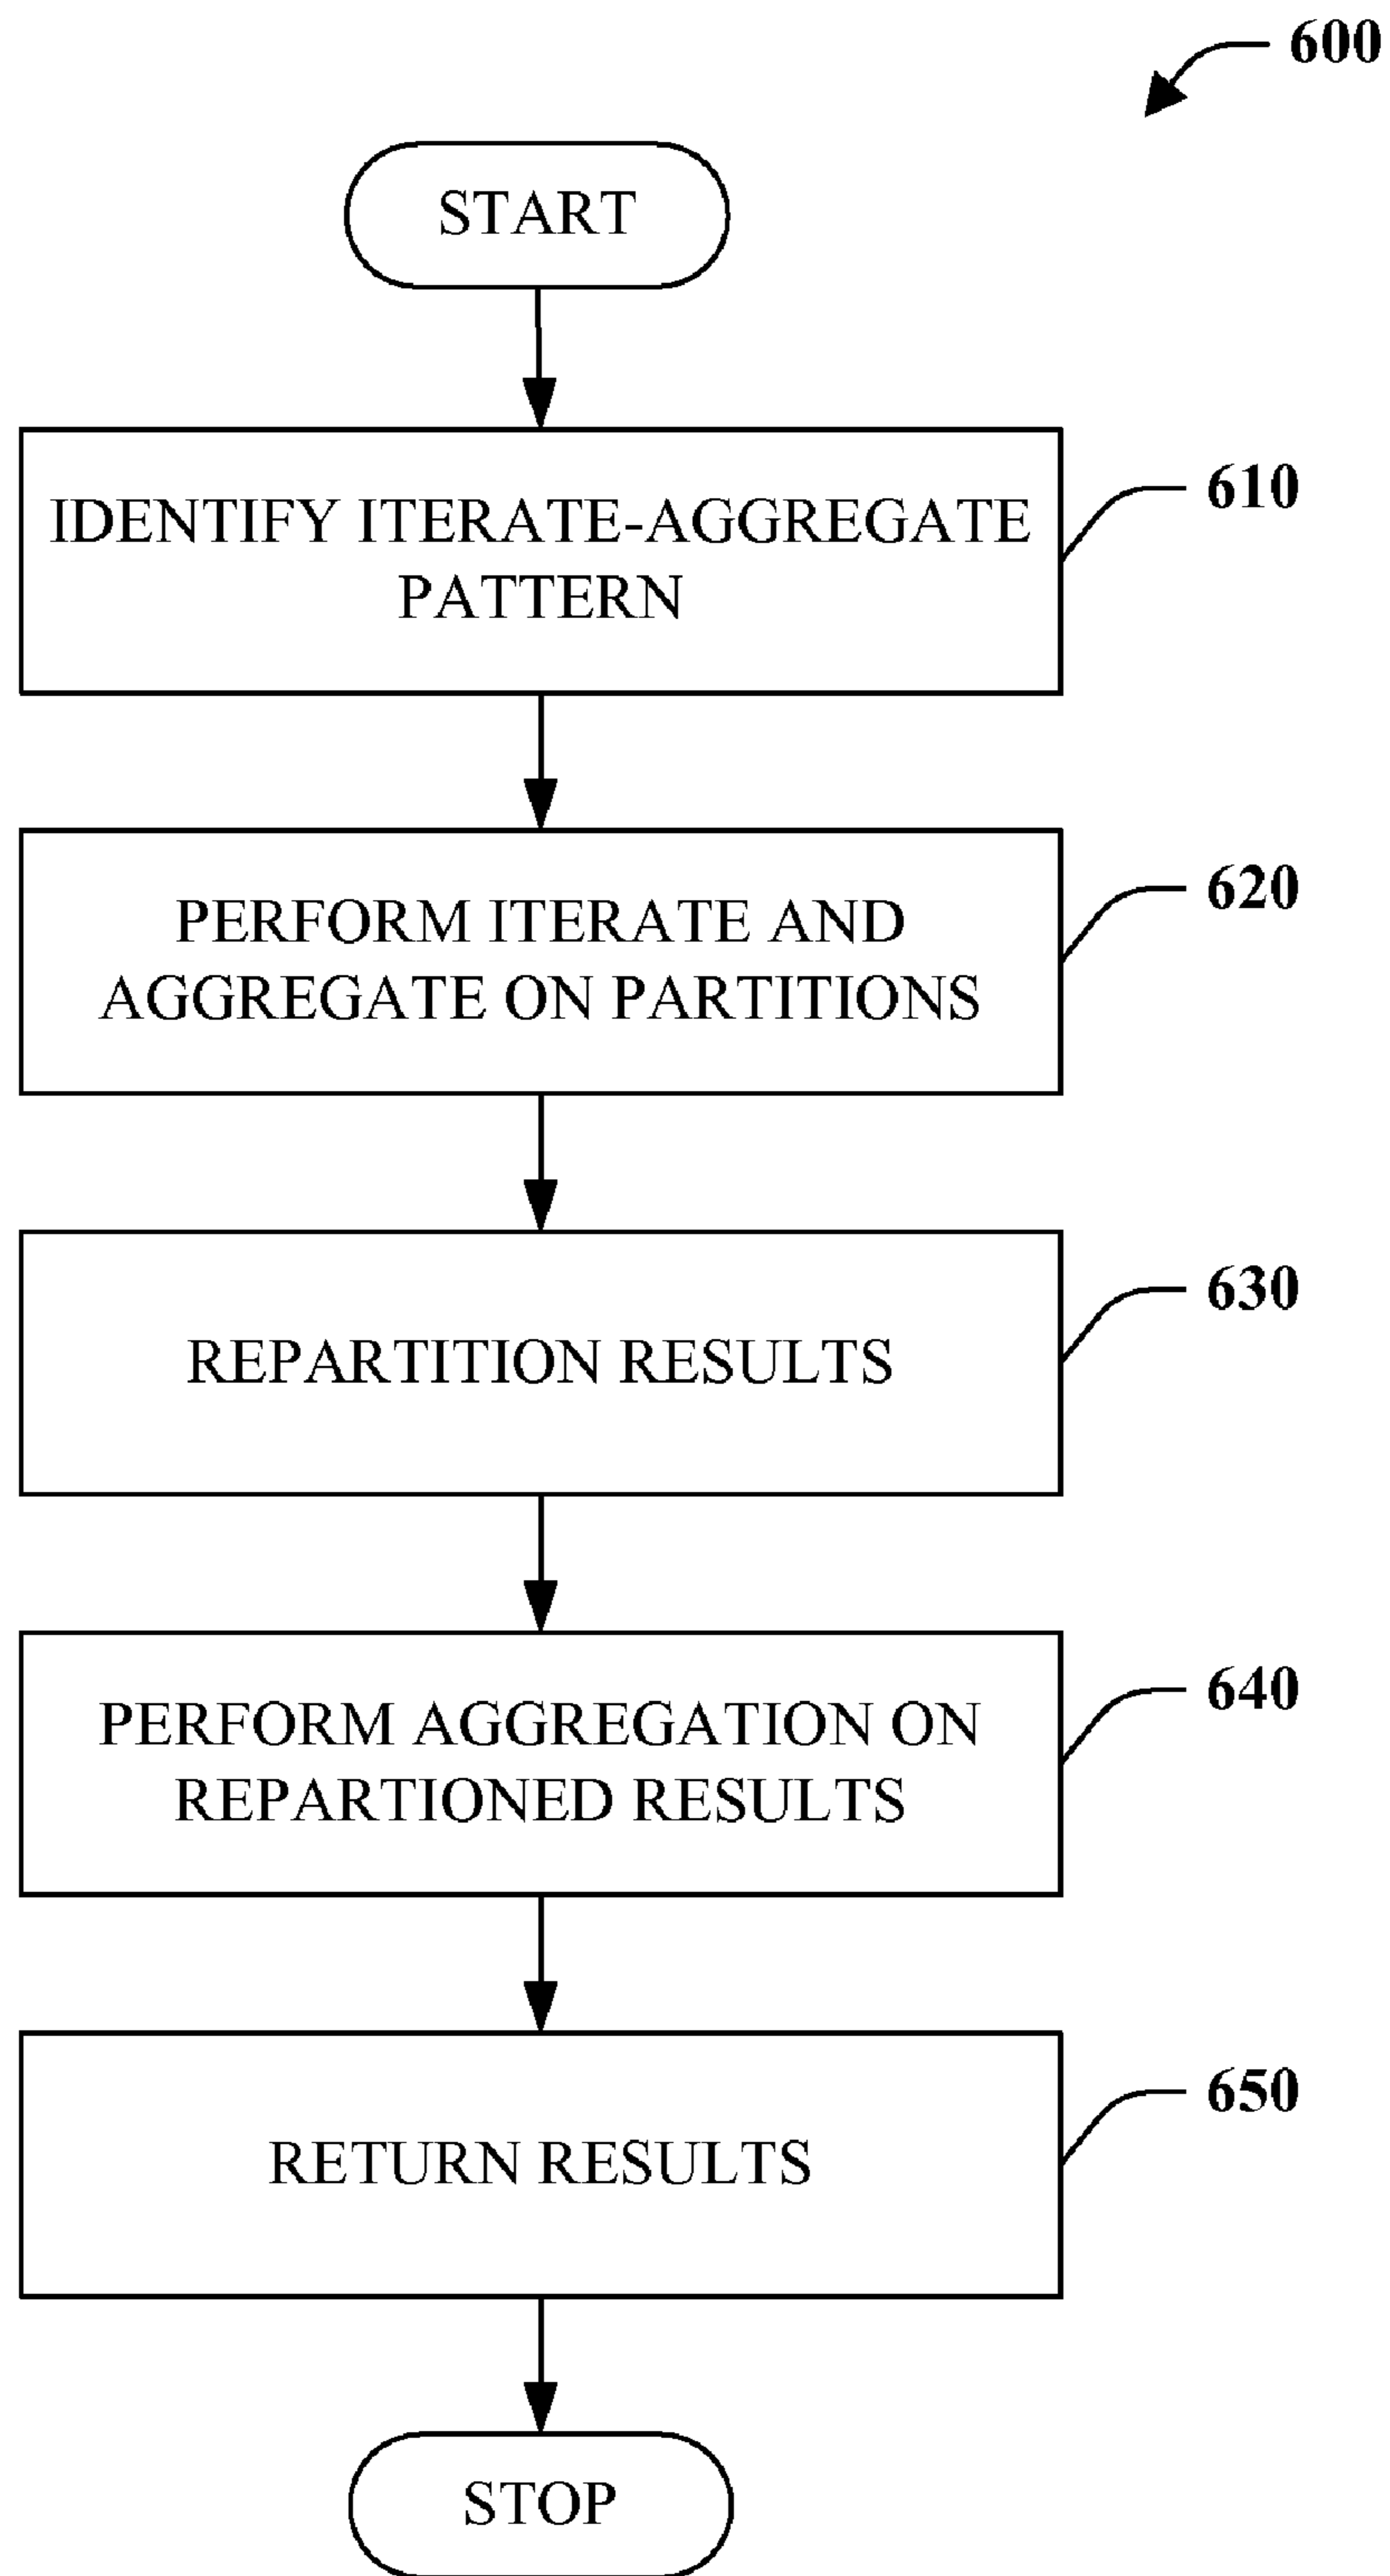 600
START
IDENTIFY ITERATE-AGGREGATE
PATTERN
610
PERFORM ITERATE AND
AGGREGATE ON PARTITIONS
620
REPARTITION RESULTS
630
PERFORM AGGREGATION ON
REPARTIONED RESULTS
640
RETURN RESULTS
650
STOP